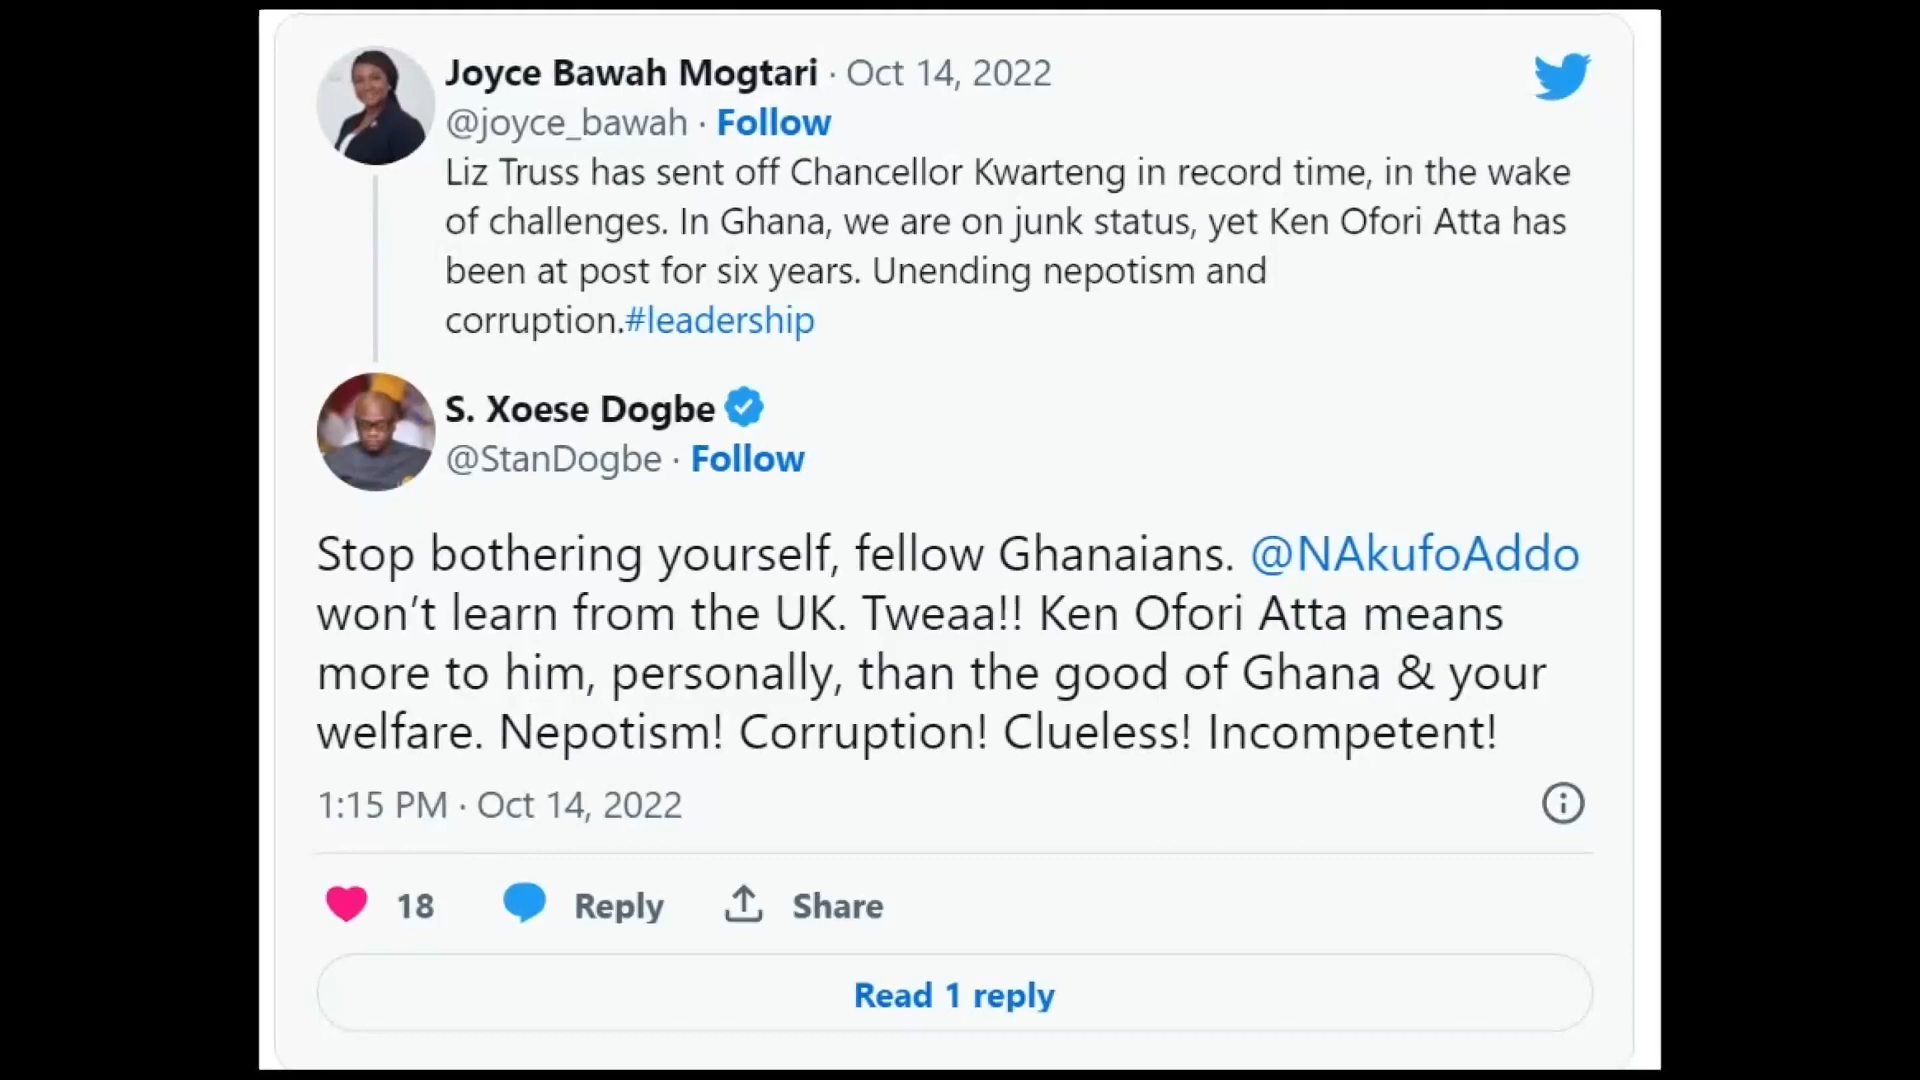 Joyce Bawah Mogtari · Oct 14, 2022
@joyce_bawah · Follow
Liz Truss has sent off Chancellor Kwarteng in record time, in the wake
of challenges. In Ghana, we are on junk status, yet Ken Ofori Atta has
been at post for six years. Unending nepotism and
corruption.#leadership
S. Xoese Dogbe
@StanDogbe · Follow
Stop bothering yourself, fellow Ghanaians. @NAkufoAddo
won’t learn from the UK. Tweaa!! Ken Ofori Atta means
more to him, personally, than the good of Ghana & your
welfare. Nepotism! Corruption! Clueless! Incompetent!
1:15 PM · Oct 14, 2022
18 Reply Share
Read 1 reply